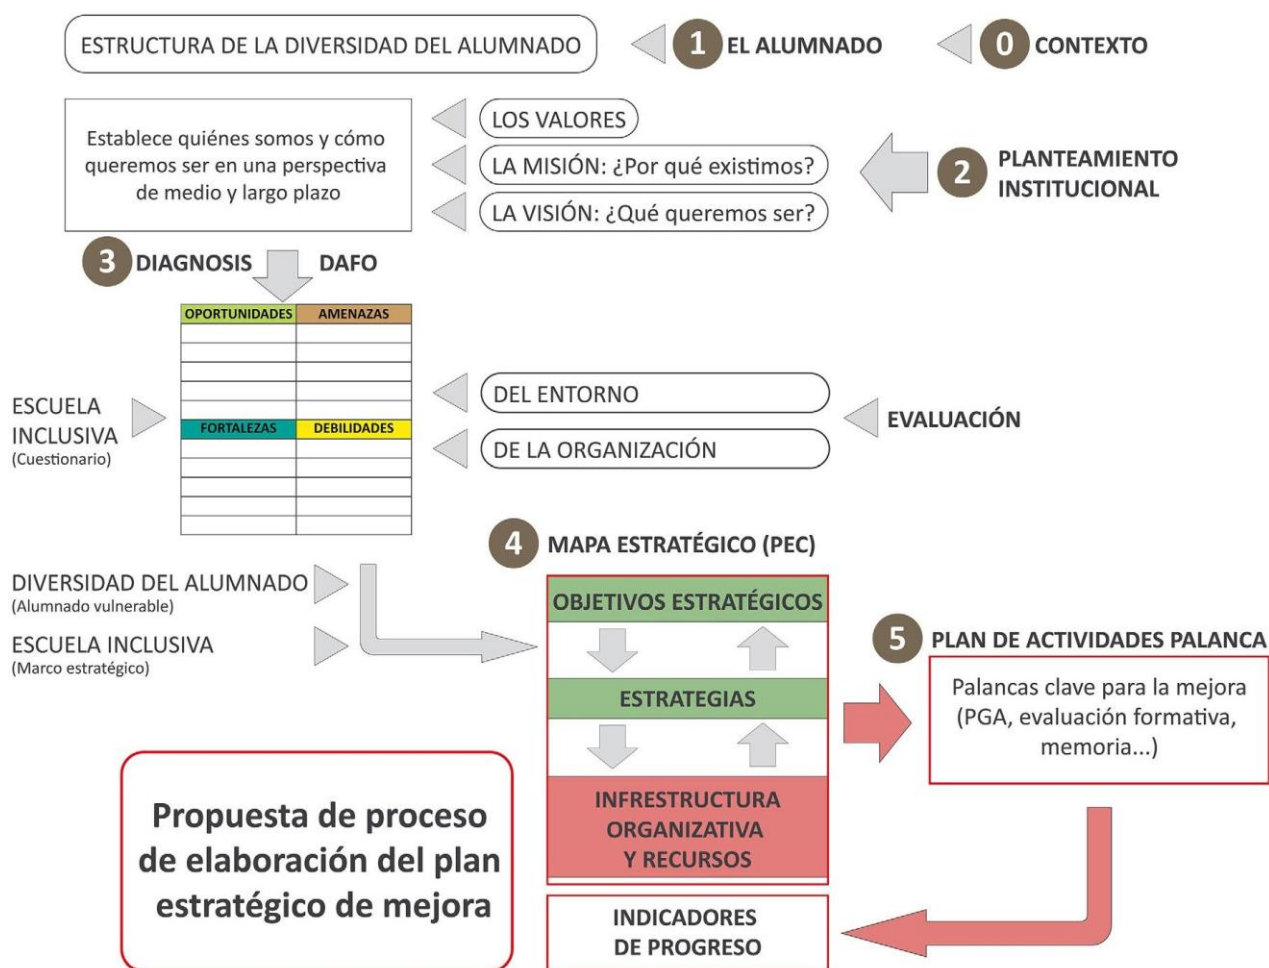 ESTRUCTURA DE LA DIVERSIDAD DEL ALUMNADO
1 EL ALUMNADO
0 CONTEXTO
Establece quiénes somos y cómo
queremos ser en una perspectiva
de medio y largo plazo
LOS VALORES
LA MISIÓN: ¿Por qué existimos?
LA VISIÓN: ¿Qué queremos ser?
2 PLANTEAMIENTO
INSTITUCIONAL
3 DIAGNOSIS DAFO
OPORTUNIDADES AMENAZAS
FORTALEZAS DEBILIDADES
ESCUELA
INCLUSIVA
(Cuestionario)
DEL ENTORNO
DE LA ORGANIZACIÓN
EVALUACIÓN
DIVERSIDAD DEL ALUMNADO
(Alumnado vulnerable)
ESCUELA INCLUSIVA
(Marco estratégico)
4 MAPA ESTRATÉGICO (PEC)
OBJETIVOS ESTRATÉGICOS
ESTRATEGIAS
INFRESTRUCTURA
ORGANIZATIVA
Y RECURSOS
INDICADORES
DE PROGRESO
5 PLAN DE ACTIVIDADES PALANCA
Palancas clave para la mejora
(PGA, evaluación formativa,
memoria...)
Propuesta de proceso
de elaboración del plan
estratégico de mejora